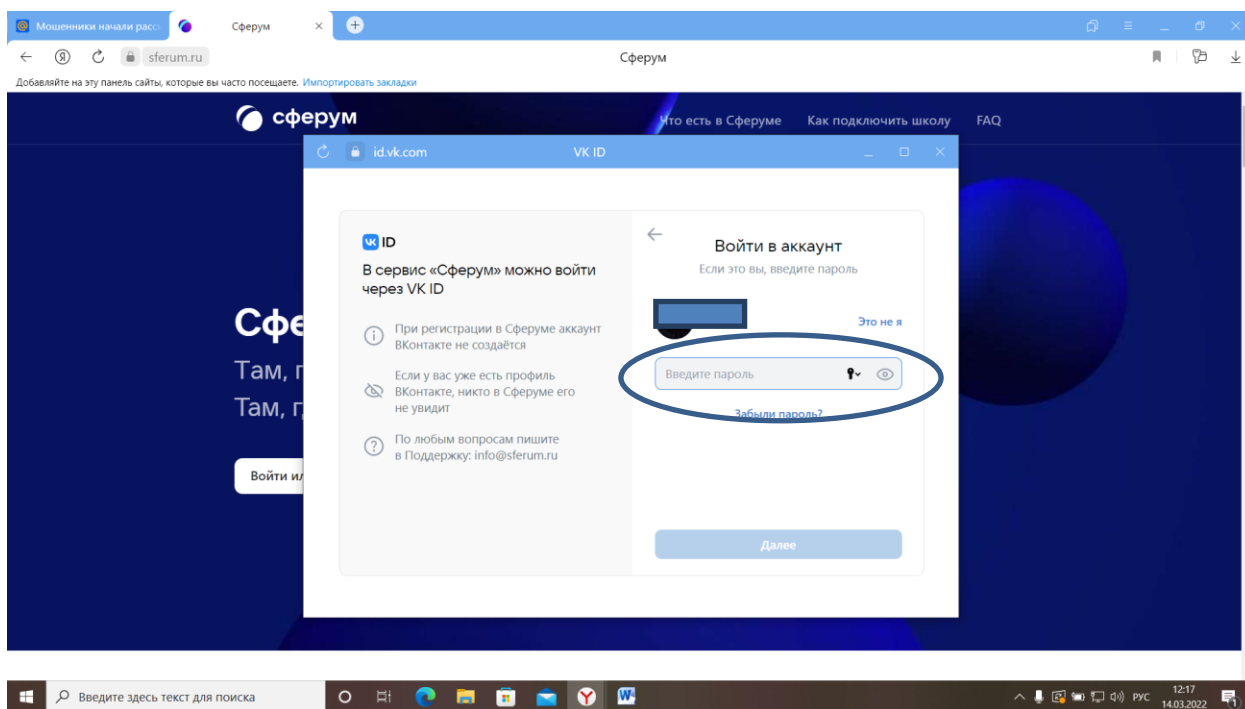 Мошенники начали расс
Сферум
sferum.ru
Сферум
Добавляйте на эту панель сайты, которые вы часто посещаете. Импортировать закладки
сферум
Что есть в Сферуме
Как подключить школу
FAQ
id.vk.com
VK ID
VK ID
В сервис «Сферум» можно войти
через VK ID
При регистрации в Сферуме аккаунт
ВКонтакте не создаётся
Если у вас уже есть профиль
ВКонтакте, никто в Сферуме его
не увидит
По любым вопросам пишите
в Поддержку: info@sferum.ru
Войти в аккаунт
Если это вы, введите пароль
Это не я
Введите пароль
Забыли пароль?
Далее
Сфе
Там, г
Там, г
Войти ил
Введите здесь текст для поиска
РУС
12:17
14.03.2022
1